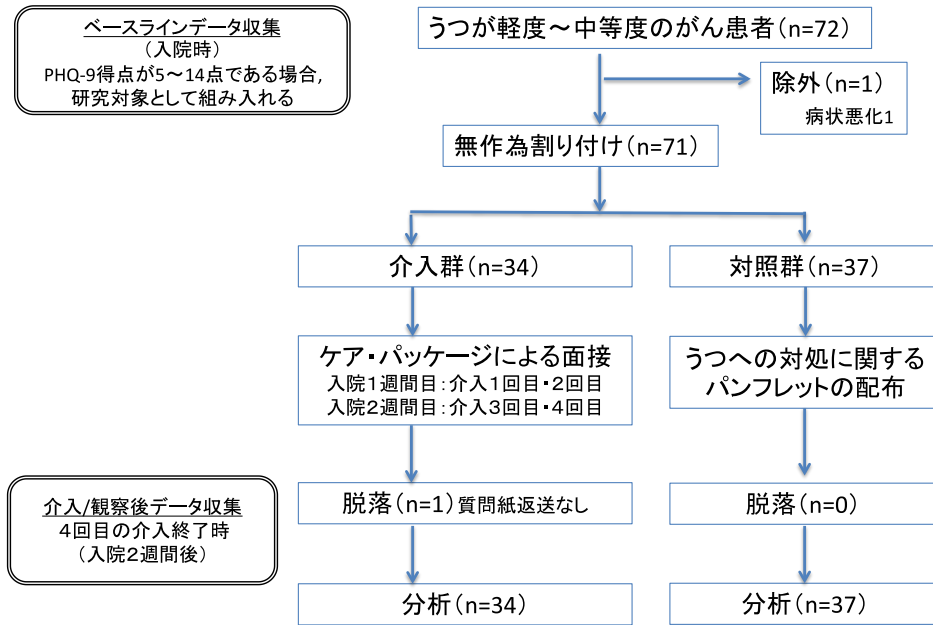 ベースラインデータ収集
(入院時)
PHQ-9得点が5～14点である場合,
研究対象として組み入れる
うつが軽度～中等度のがん患者(n=72)
除外(n=1)
病状悪化1
無作為割り付け(n=71)
介入群(n=34)
対照群(n=37)
ケア・パッケージによる面接
入院1週間目:介入1回目・2回目
入院2週間目:介入3回目・4回目
うつへの対処に関する
パンフレットの配布
介入/観察後データ収集
4回目の介入終了時
(入院2週間後)
脱落(n=1) 質問紙返送なし
脱落(n=0)
分析(n=34)
分析(n=37)